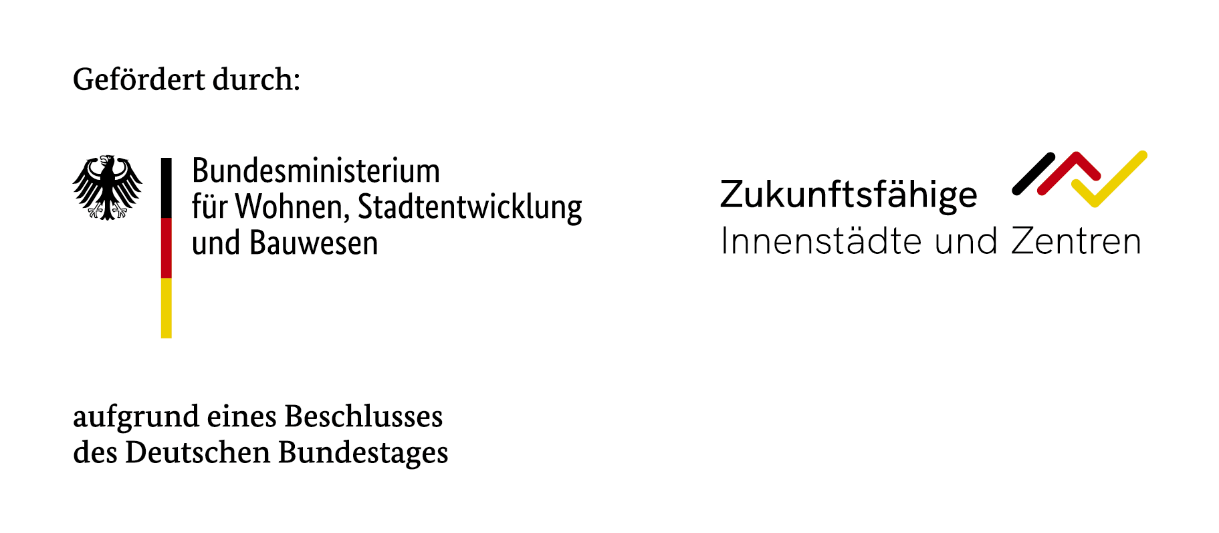 Gefördert durch:
Bundesministerium
für Wohnen, Stadtentwicklung
und Bauwesen
Zukunftsfähige
Innenstädte und Zentren
aufgrund eines Beschlusses
des Deutschen Bundestages